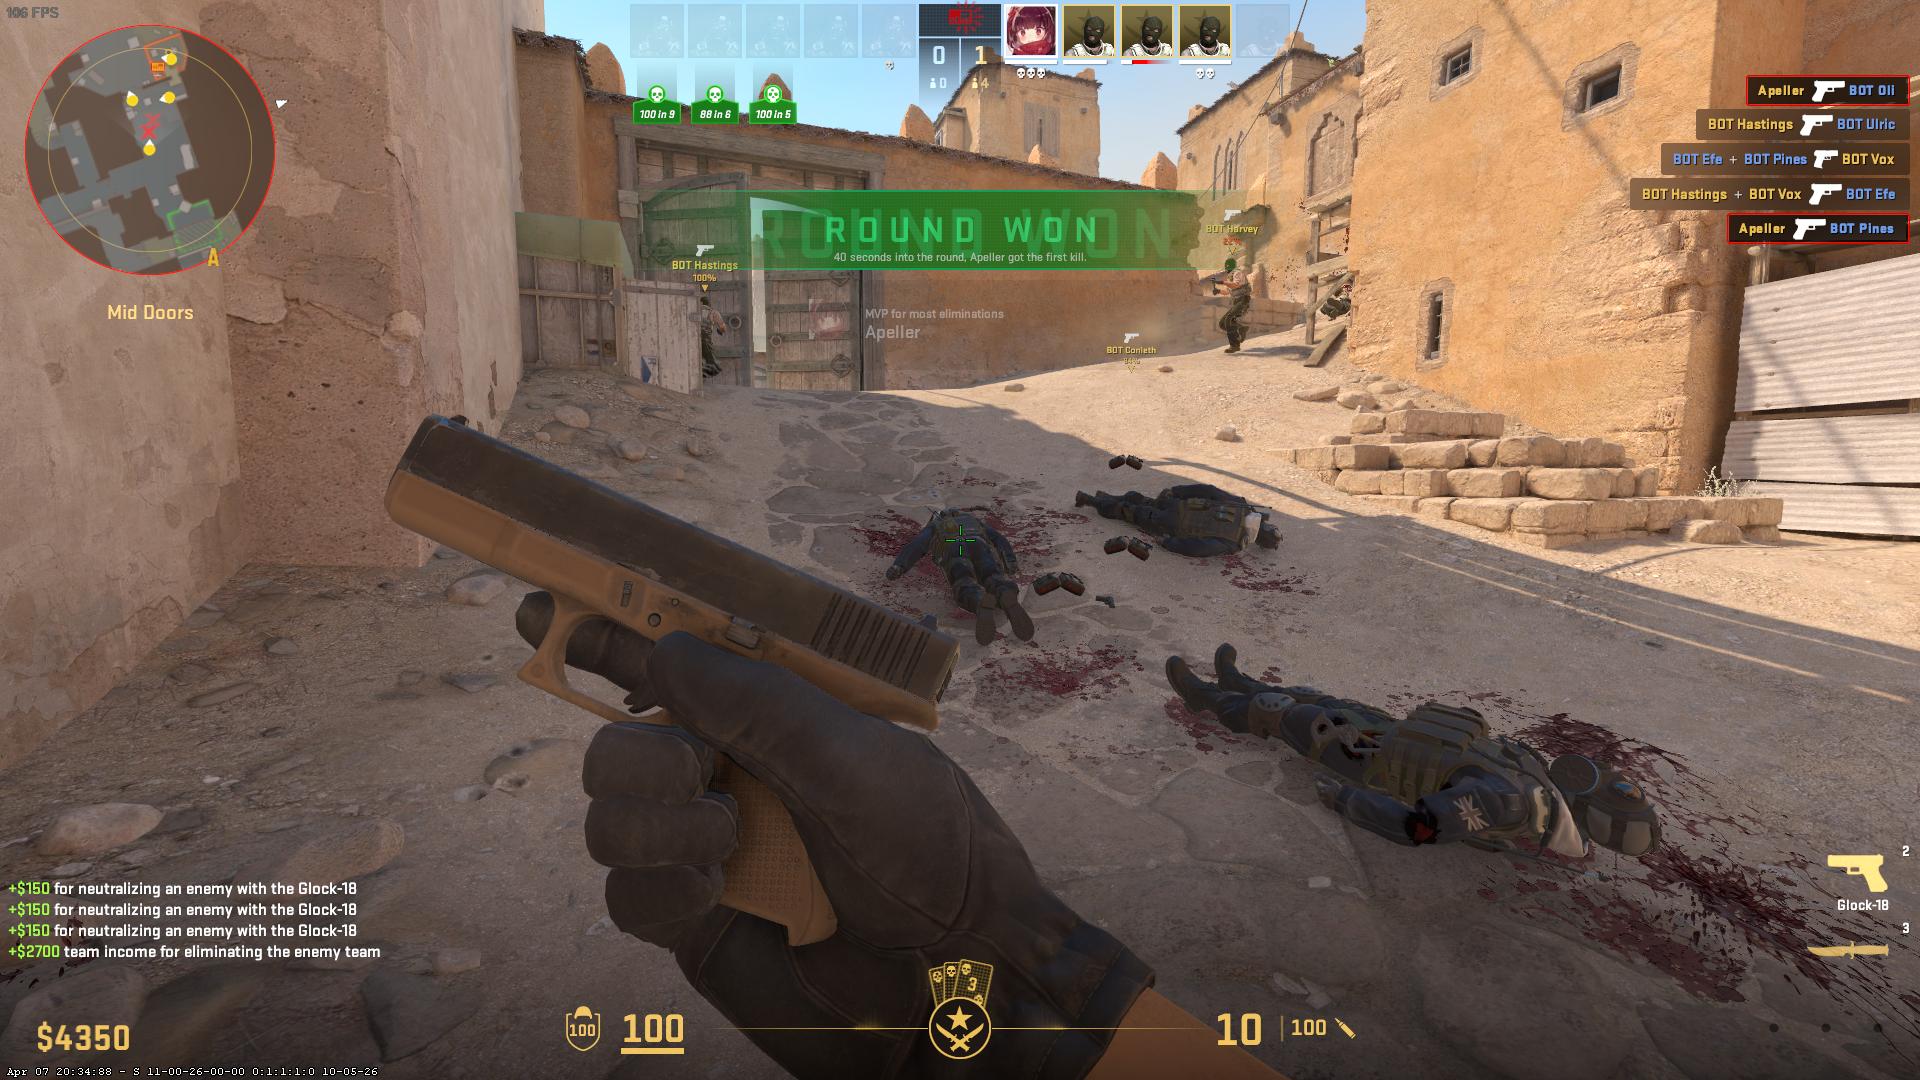 106 FPS
0 1
0 4
100 in 9
88 in 6
100 in 5
Apeller BOT Oli
BOT Hastings BOT Ulric
BOT Efe + BOT Pines BOT Vox
BOT Hastings + BOT Vox BOT Efe
Apeller BOT Pines
A
Mid Doors
ROUND WON
40 seconds into the round, Apeller got the first kill.
MVP for most eliminations
Apeller
BOT Hastings
100%
BOT Harvey
BOT Conleth
2
Glock-18
3
+$150 for neutralizing an enemy with the Glock-18
+$150 for neutralizing an enemy with the Glock-18
+$150 for neutralizing an enemy with the Glock-18
+$2700 team income for eliminating the enemy team
$4350
100
100
3
10 | 100
Apr 07 20:34:88 - S 11-00-26-00-00 0:1:1:1:0 10-05-26